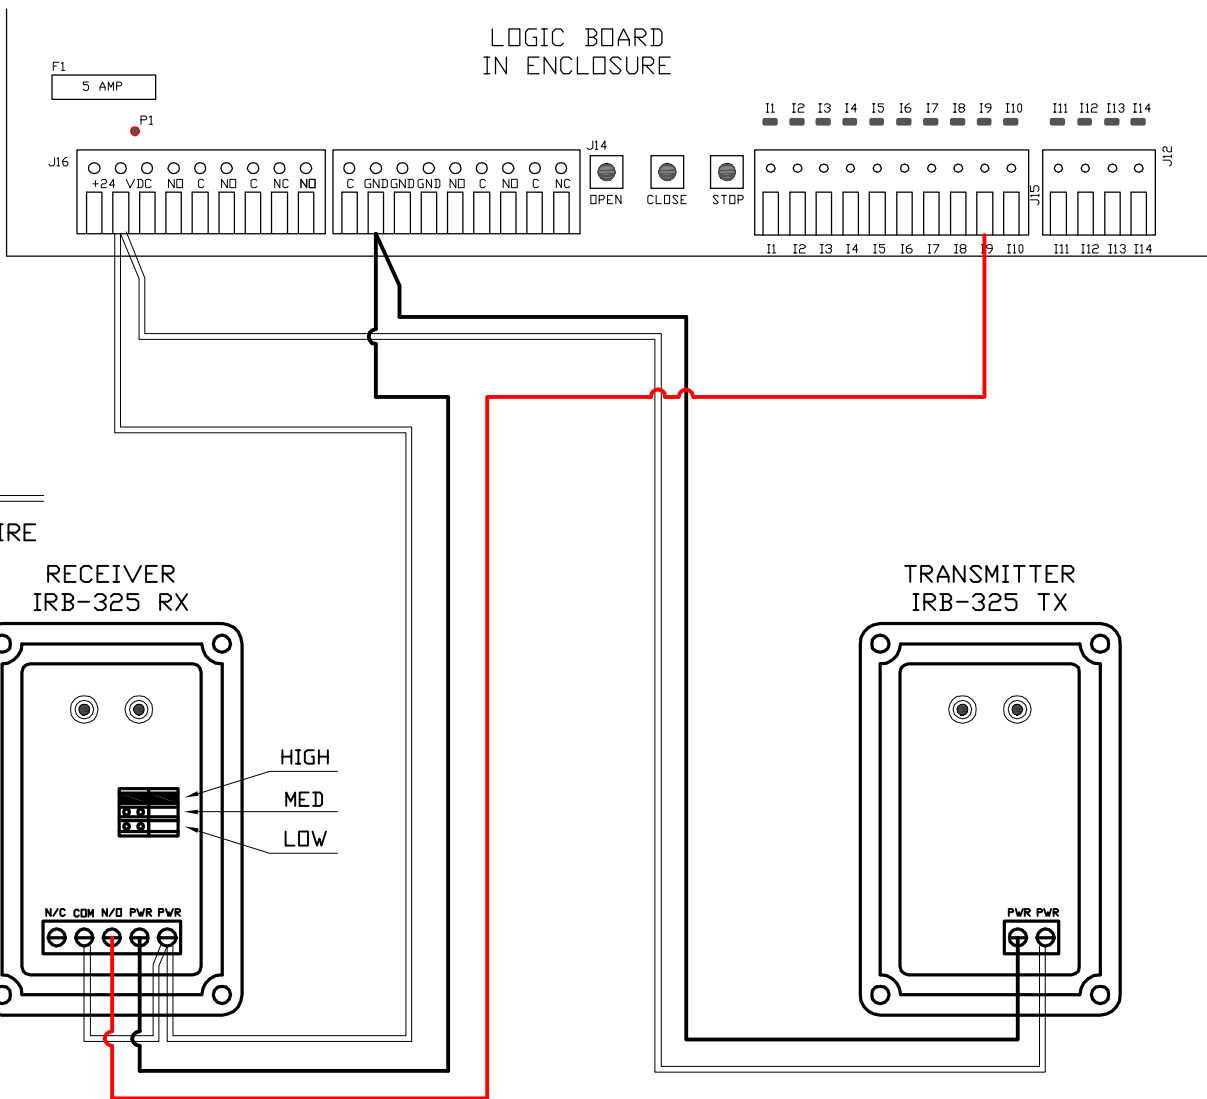 LOGIC BOARD
IN ENCLOSURE
F1
5 AMP
P1
J16
+24 VDC NO C NO C NC NO
C GND GND GND NO C NO C NC
J14
OPEN CLOSE STOP
I1 I2 I3 I4 I5 I6 I7 I8 I9 I10
I11 I12 I13 I14
J12
J15
I1 I2 I3 I4 I5 I6 I7 I8 I9 I10
I11 I12 I13 I14
IRE
RECEIVER
IRB-325 RX
TRANSMITTER
IRB-325 TX
HIGH
MED
LOW
N/C COM N/O PWR PWR
PWR PWR